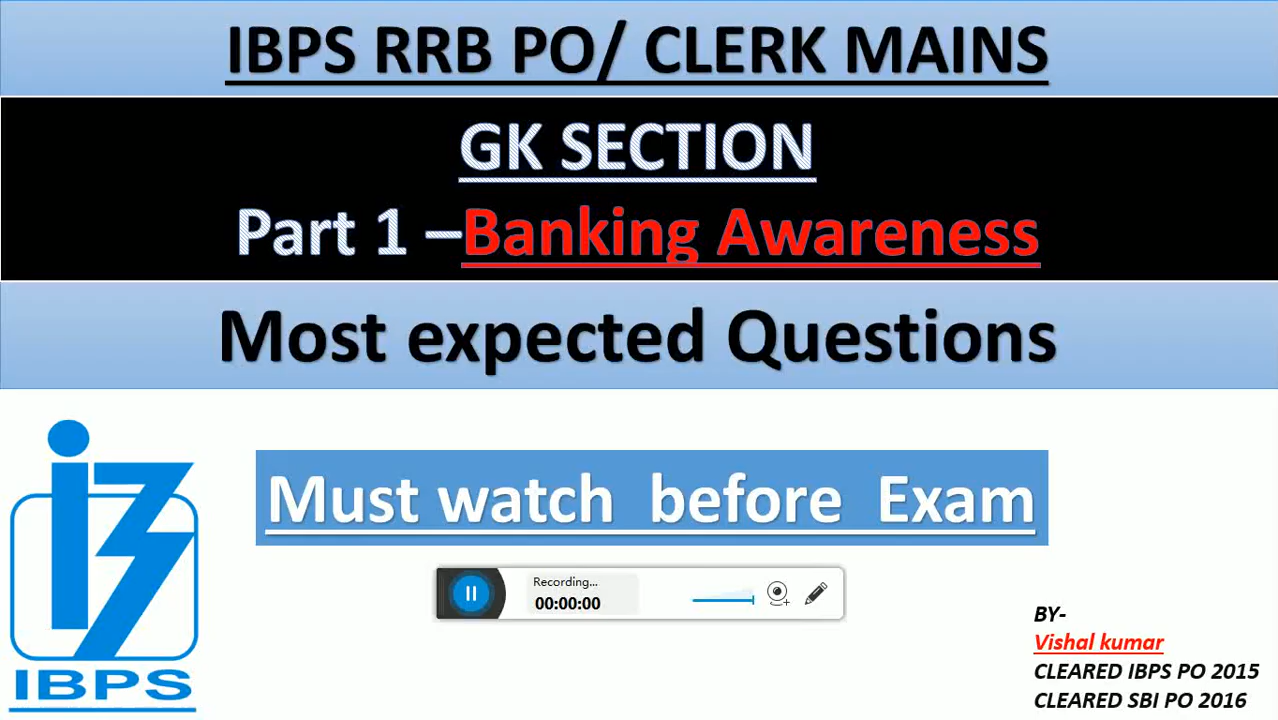 IBPS RRB PO/ CLERK MAINS
GK SECTION
Part 1 –Banking Awareness
Most expected Questions
Must watch before Exam
Recording...
00:00:00
IBPS
BY-
Vishal kumar
CLEARED IBPS PO 2015
CLEARED SBI PO 2016